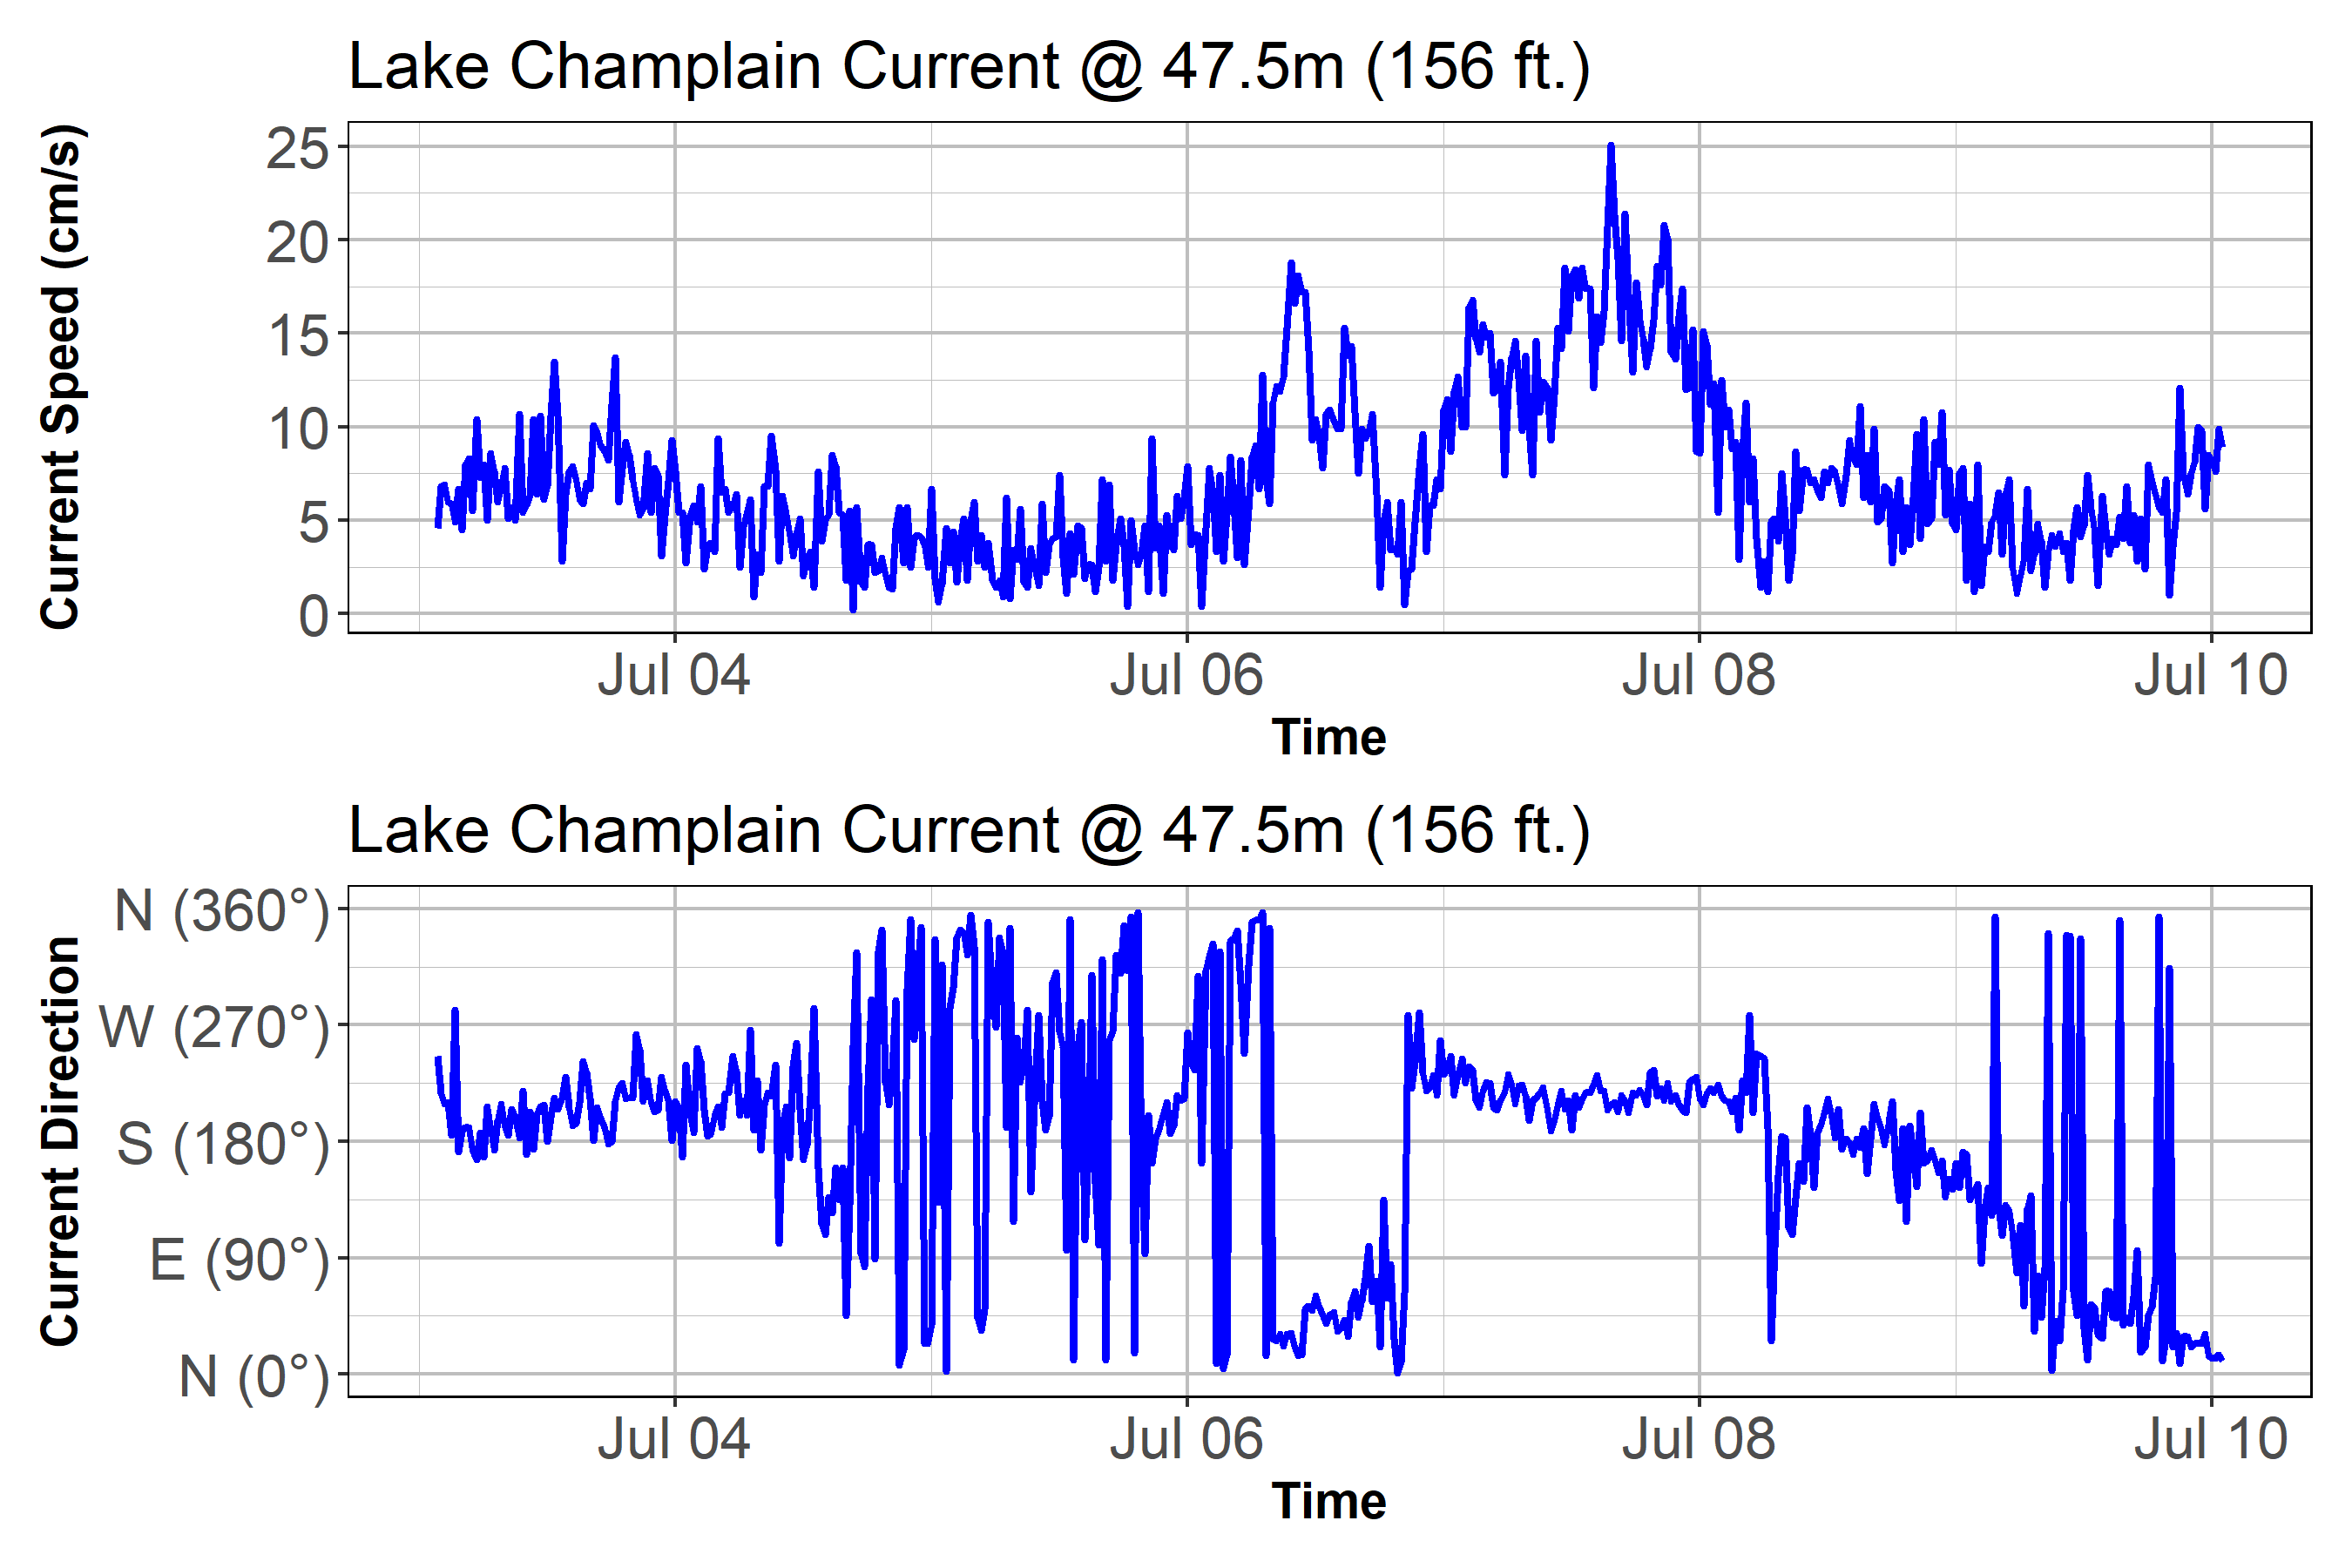 Lake Champlain Current @ 47.5m (156 ft.)
Current Speed (cm/s)
25
20
15
10
5
0
Jul 04 Jul 06 Jul 08 Jul 10
Time
Lake Champlain Current @ 47.5m (156 ft.)
Current Direction
N (360°)
W (270°)
S (180°)
E (90°)
N (0°)
Jul 04 Jul 06 Jul 08 Jul 10
Time